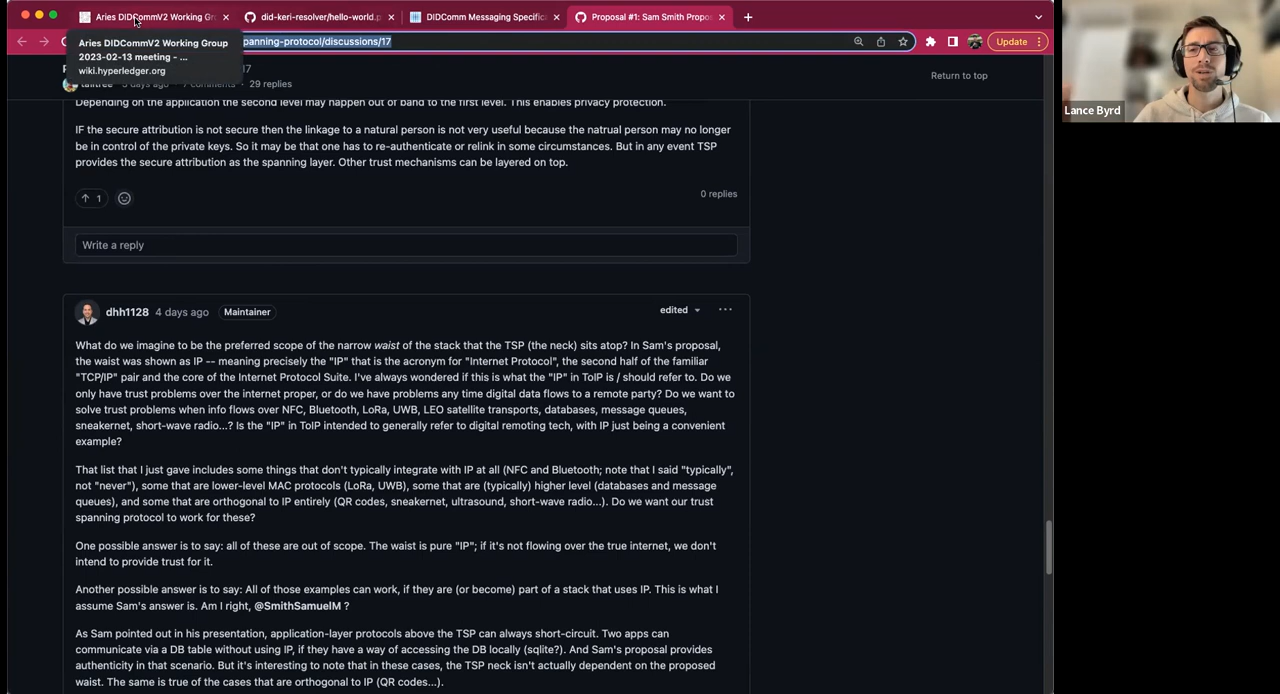 Aries DIDCommV2 Working Gr
did-keri-resolver/hello-world.p
DIDComm Messaging Specific
Proposal #1: Sam Smith Propo
panning-protocol/discussions/17
Update
Aries DIDCommV2 Working Group
2023-02-13 meeting - ...
wiki.hyperledger.org
17
29 replies
Return to top
Depending on the application the second level may happen out of band to the first level. This enables privacy protection.
IF the secure attribution is not secure then the linkage to a natural person is not very useful because the natrual person may no longer
be in control of the private keys. So it may be that one has to re-authenticate or relink in some circumstances. But in any event TSP
provides the secure attribution as the spanning layer. Other trust mechanisms can be layered on top.
1
0 replies
Write a reply
dhh1128 4 days ago Maintainer
edited
What do we imagine to be the preferred scope of the narrow waist of the stack that the TSP (the neck) sits atop? In Sam's proposal,
the waist was shown as IP -- meaning precisely the "IP" that is the acronym for "Internet Protocol", the second half of the familiar
"TCP/IP" pair and the core of the Internet Protocol Suite. I've always wondered if this is what the "IP" in ToIP is / should refer to. Do we
only have trust problems over the internet proper, or do we have problems any time digital data flows to a remote party? Do we want to
solve trust problems when info flows over NFC, Bluetooth, LoRa, UWB, LEO satellite transports, databases, message queues,
sneakernet, short-wave radio...? Is the "IP" in ToIP intended to generally refer to digital remoting tech, with IP just being a convenient
example?
That list that I just gave includes some things that don't typically integrate with IP at all (NFC and Bluetooth; note that I said "typically",
not "never"), some that are lower-level MAC protocols (LoRa, UWB), some that are (typically) higher level (databases and message
queues), and some that are orthogonal to IP entirely (QR codes, sneakernet, ultrasound, short-wave radio...). Do we want our trust
spanning protocol to work for these?
One possible answer is to say: all of these are out of scope. The waist is pure "IP"; if it's not flowing over the true internet, we don't
intend to provide trust for it.
Another possible answer is to say: All of those examples can work, if they are (or become) part of a stack that uses IP. This is what I
assume Sam's answer is. Am I right, @SmithSamuelM ?
As Sam pointed out in his presentation, application-layer protocols above the TSP can always short-circuit. Two apps can
communicate via a DB table without using IP, if they have a way of accessing the DB locally (sqlite?). And Sam's proposal provides
authenticity in that scenario. But it's interesting to note that in these cases, the TSP neck isn't actually dependent on the proposed
waist. The same is true of the cases that are orthogonal to IP (QR codes...).
Lance Byrd